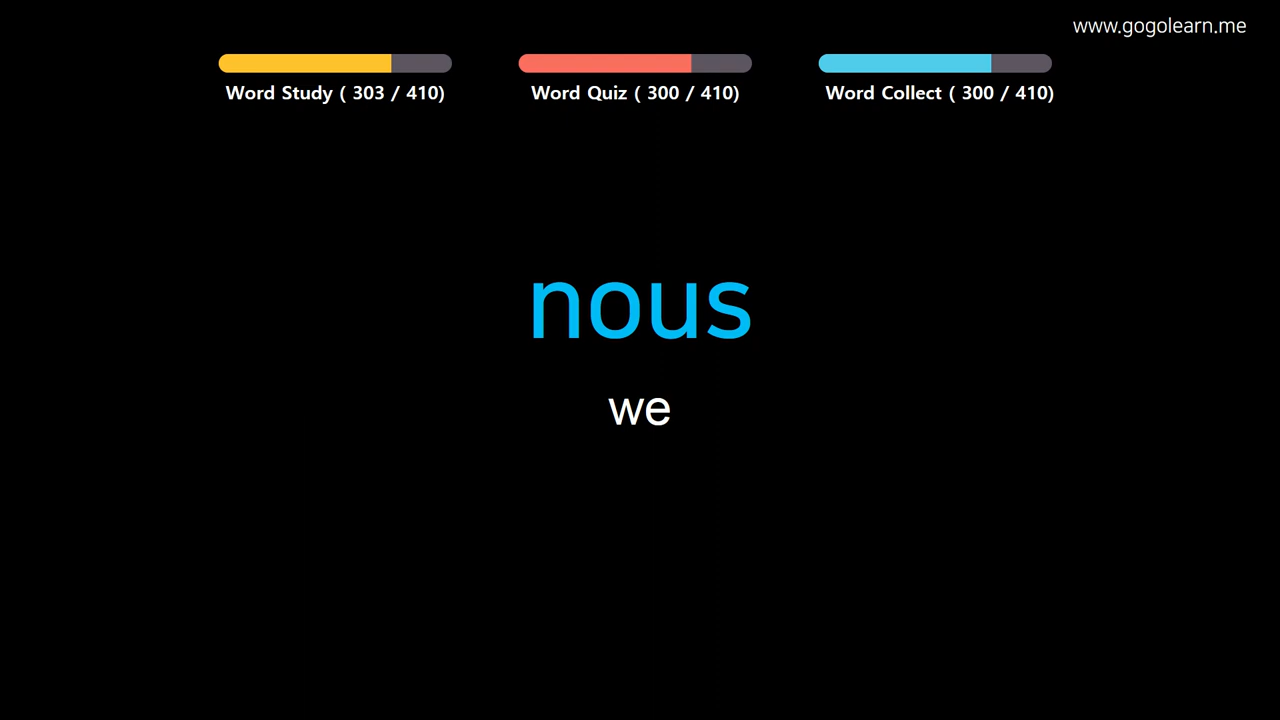 www.gogolearn.me
Word Study ( 303 / 410)
Word Quiz ( 300 / 410)
Word Collect ( 300 / 410)
nous
we